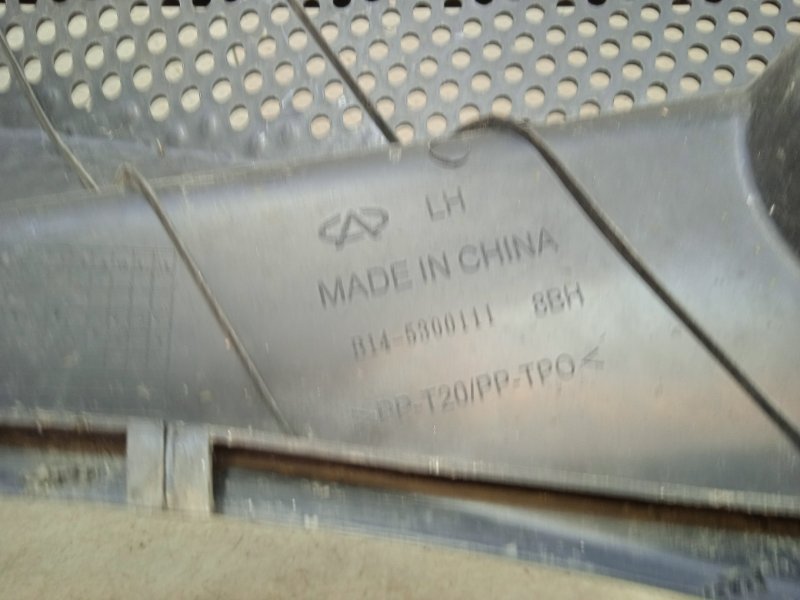 LH
MADE IN CHINA
B14-5300111 8BH
>PP-T20/PP-TPO<